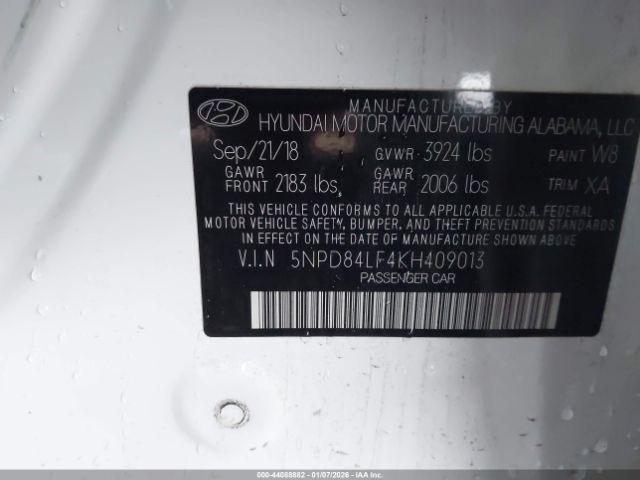 MANUFACTURED BY
HYUNDAI MOTOR MANUFACTURING ALABAMA, LLC
Sep/21/18 GVWR 3924 lbs PAINT W8
GAWR FRONT 2183 lbs, GAWR REAR 2006 lbs TRIM XA
THIS VEHICLE CONFORMS TO ALL APPLICABLE U.S.A. FEDERAL
MOTOR VEHICLE SAFETY, BUMPER, AND THEFT PREVENTION STANDARDS
IN EFFECT ON THE DATE OF MANUFACTURE SHOWN ABOVE.
V.I.N 5NPD84LF4KH409013
PASSENGER CAR
000-44088882 - 01/07/2026 - IAA Inc.